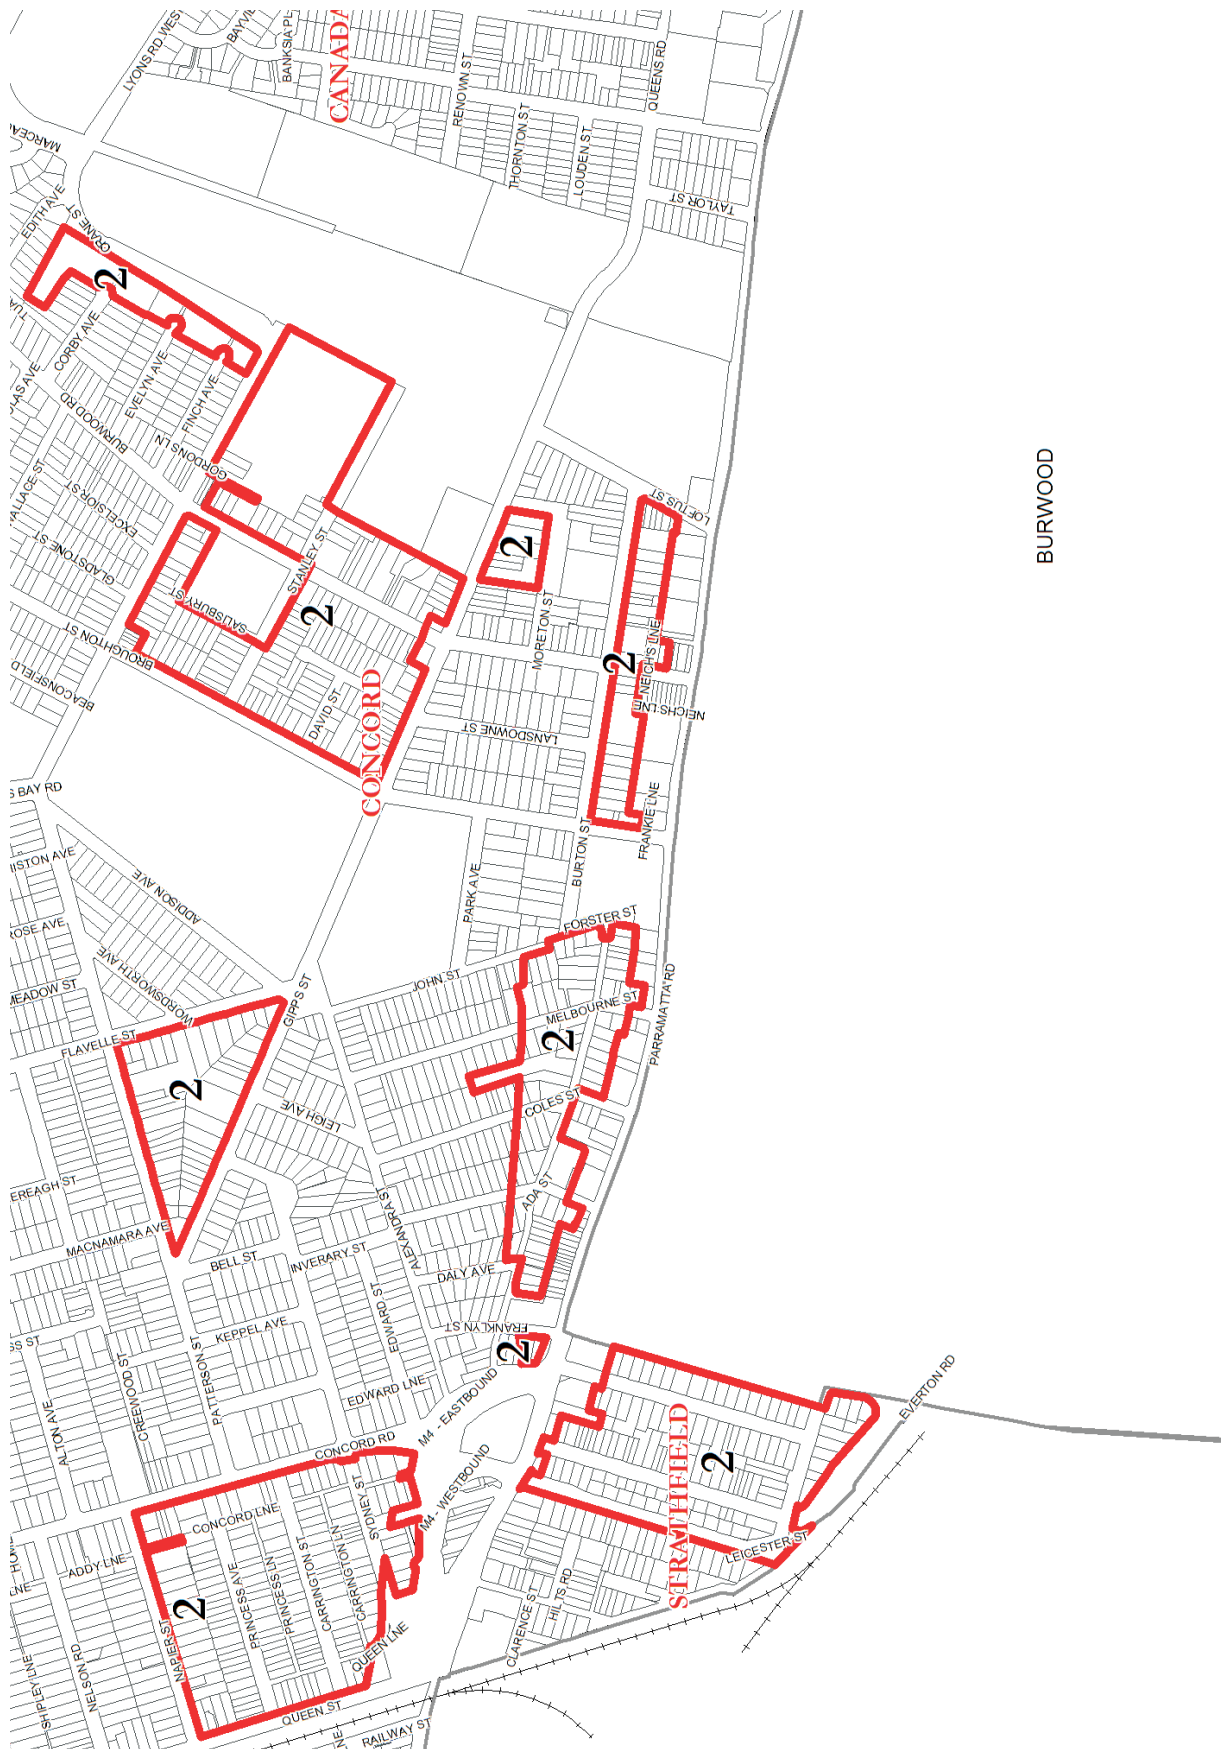 LYONS RD WEST
BANKSIA PL
CANADA
RENOWN ST
QUEENS RD
THORNTON ST
LOUDEN ST
TAYLOR ST
EDITH AVE
CRANE ST
2
CORBY AVE
EVELYN AVE
FINCH AVE
BURWOOD RD
GORDONS LN
EXCELSIOR ST
GLADSTONE ST
BROUGHTON ST
BEACONSFIELD
SALISBURY ST
STANLEY ST
2
DAVID ST
CONCORD
2
MORETON ST
LANSDOWNE ST
LOFTUS ST
2
NEICH'S LNE
NEICHS LNE
BURTON ST
FRANKIE LNE
BURWOOD
S BAY RD
ISTON AVE
ADDISON AVE
ROSE AVE
WORDSWORTH AVE
MEADOW ST
FLAVELLE ST
GIPPS ST
PARK AVE
JOHN ST
FORSTER ST
MELBOURNE ST
2
PARRAMATTA RD
COLES ST
ADA ST
2
LEIGH AVE
EREAGH ST
MACNAMARA AVE
BELL ST
INVERARY ST
ALEXANDRA ST
DALY AVE
FRANKLYN ST
2
KEPPEL AVE
EDWARD ST
EDWARD LNE
PATTERSON ST
CREEWOOD ST
ALTON AVE
SS ST
M4 - EASTBOUND
M4 - WESTBOUND
CONCORD RD
SYDNEY ST
CONCORD LNE
ADDY LNE
2
PRINCESS AVE
PRINCESS LN
CARRINGTON ST
CARRINGTON LN
QUEEN LNE
NAPIER ST
NELSON RD
SHIPLEY LNE
QUEEN ST
RAILWAY ST
LNE
CLARENCE ST
HILTS RD
STRATHFIELD
2
LEICESTER ST
EVERTON RD